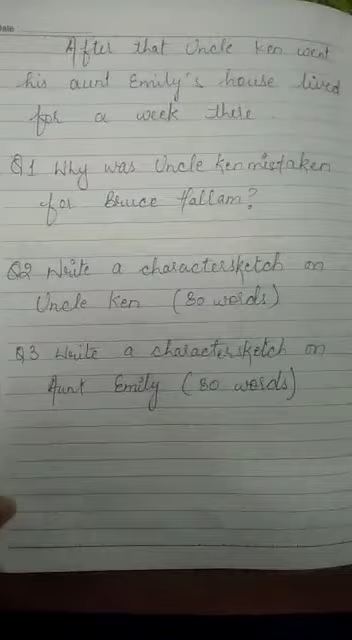 Date
After that Uncle Ken went
his aunt Emily's house lived
for a week there.
Q1 Why was Uncle Ken mistaken
for Bruce Hallam?
Q2 Write a charactersketch on
Uncle Ken (80 words)
Q3 Write a charactersketch on
Aunt Emily (80 words)